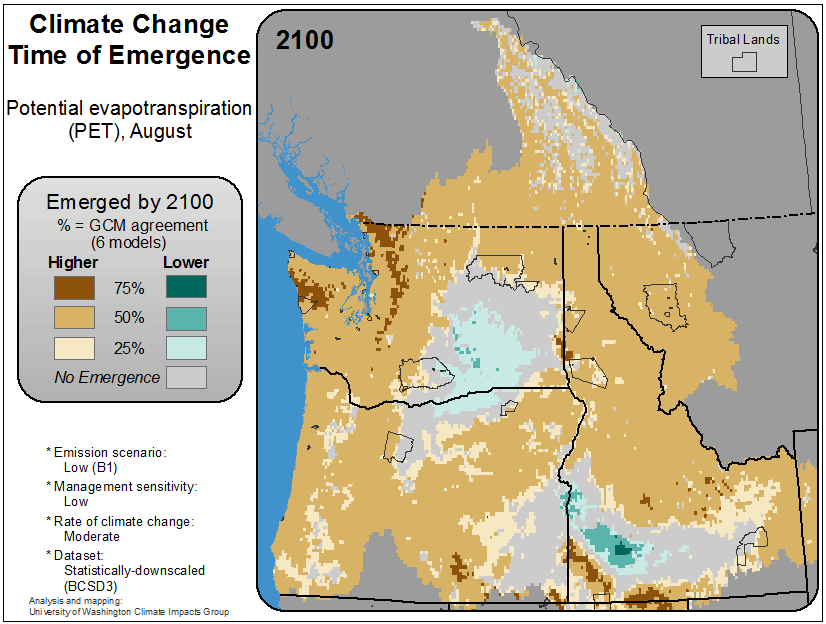 Climate Change
Time of Emergence
Potential evapotranspiration
(PET), August
Emerged by 2100
% = GCM agreement
(6 models)
Higher Lower
75%
50%
25%
No Emergence
* Emission scenario:
Low (B1)
* Management sensitivity:
Low
* Rate of climate change:
Moderate
* Dataset:
Statistically-downscaled
(BCSD3)
Analysis and mapping:
University of Washington Climate Impacts Group
2100
Tribal Lands